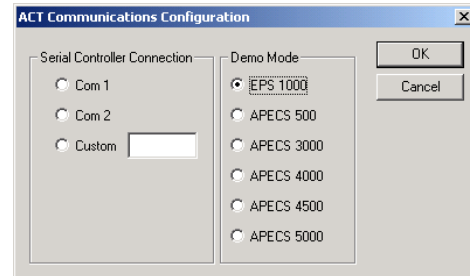 ACT Communications Configuration
Serial Controller Connection
Com 1
Com 2
Custom
Demo Mode
EPS 1000
APECS 500
APECS 3000
APECS 4000
APECS 4500
APECS 5000
OK
Cancel